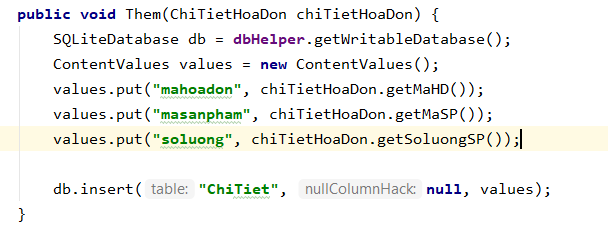 public void Them(ChiTietHoaDon chiTietHoaDon) {
    SQLiteDatabase db = dbHelper.getWritableDatabase();
    ContentValues values = new ContentValues();
    values.put("mahoadon", chiTietHoaDon.getMaHD());
    values.put("masanpham", chiTietHoaDon.getMaSP());
    values.put("soluong", chiTietHoaDon.getSoluongSP());
    db.insert( table: "ChiTiet", nullColumnHack: null, values);
}